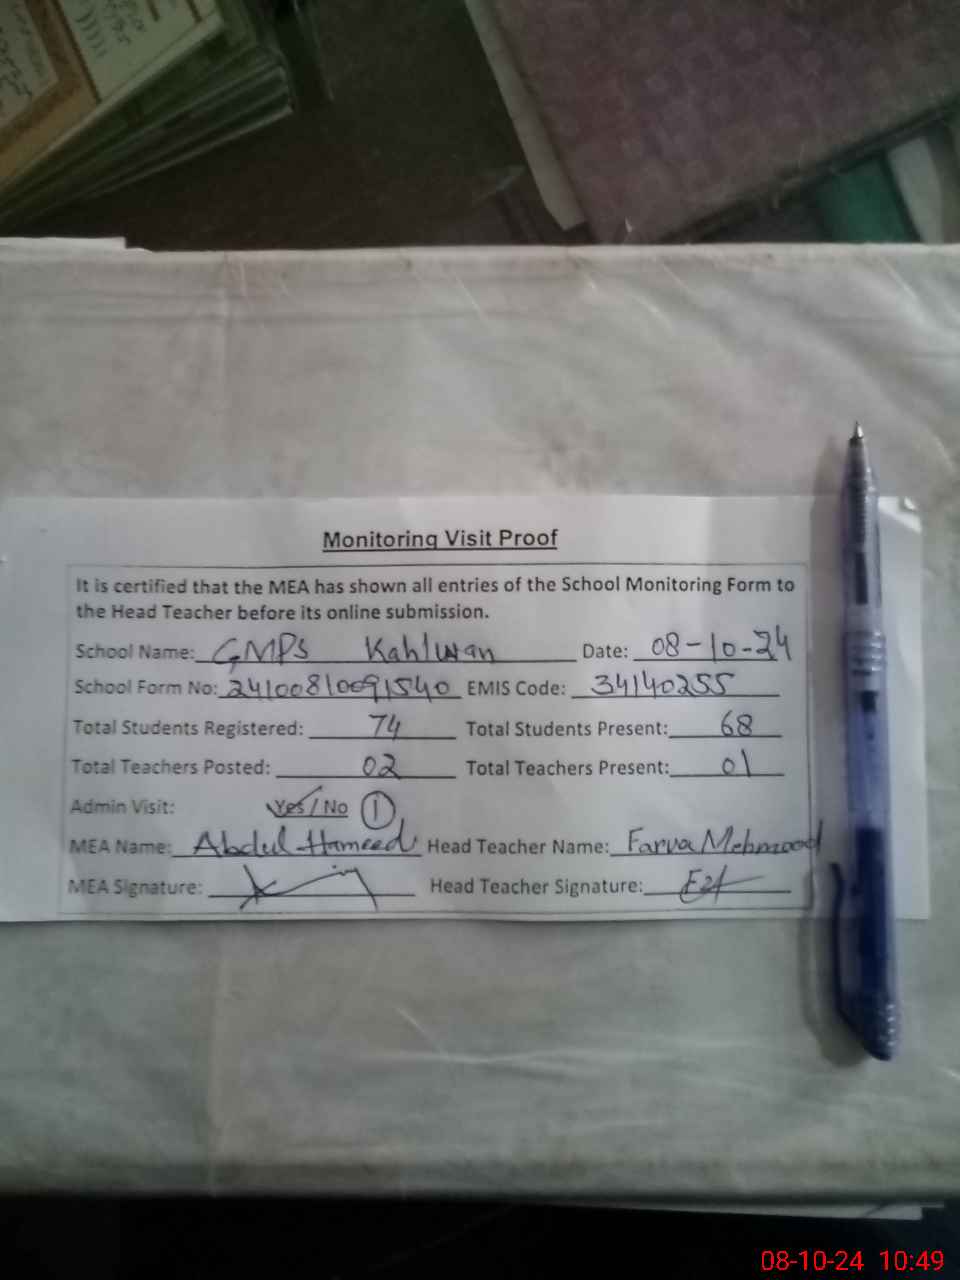 Monitoring Visit Proof
It is certified that the MEA has shown all entries of the School Monitoring Form to
the Head Teacher before its online submission.
School Name: GMPS Kahlwan Date: 08-10-24
School Form No: 24100810091540 EMIS Code: 34140255
Total Students Registered: 74 Total Students Present: 68
Total Teachers Posted: 02 Total Teachers Present: 01
Admin Visit: Yes / No 1
MEA Name: Abdul Hameed Head Teacher Name: Farva Mehmood
MEA Signature: Head Teacher Signature:
08-10-24 10:49